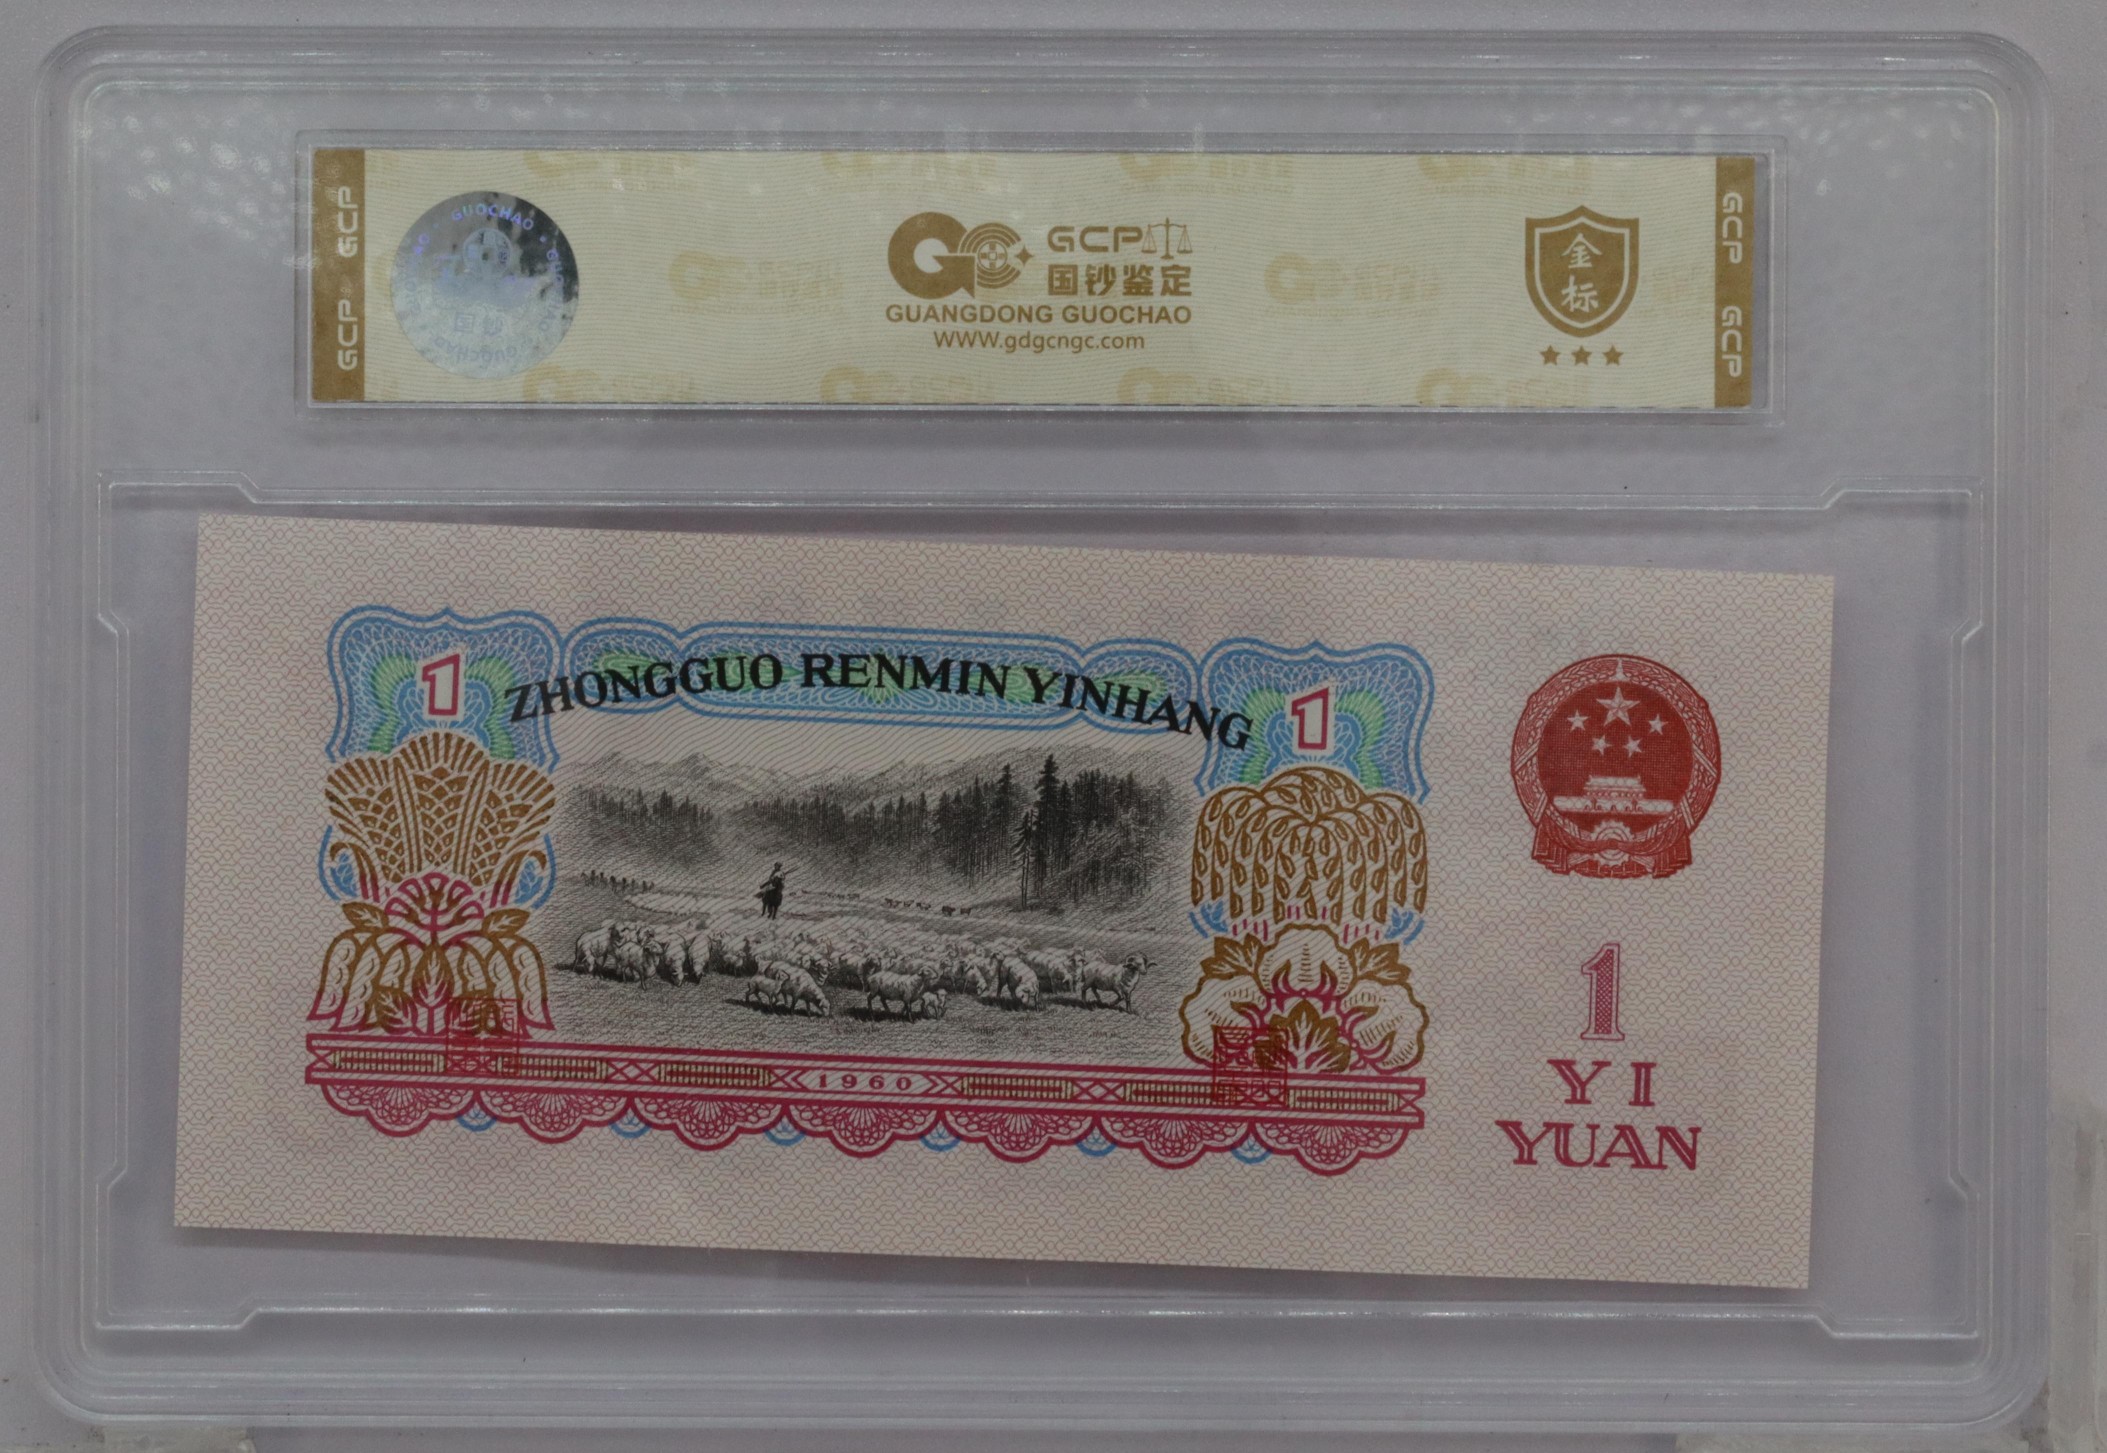 GCP GCP
GUOCHAO
GC GCP
国钞鉴定
GUANGDONG GUOCHAO
WWW.gdgcngc.com
金标
GCP GCP
1 ZHONGGUO RENMIN YINHANG 1
1960
1
YI
YUAN